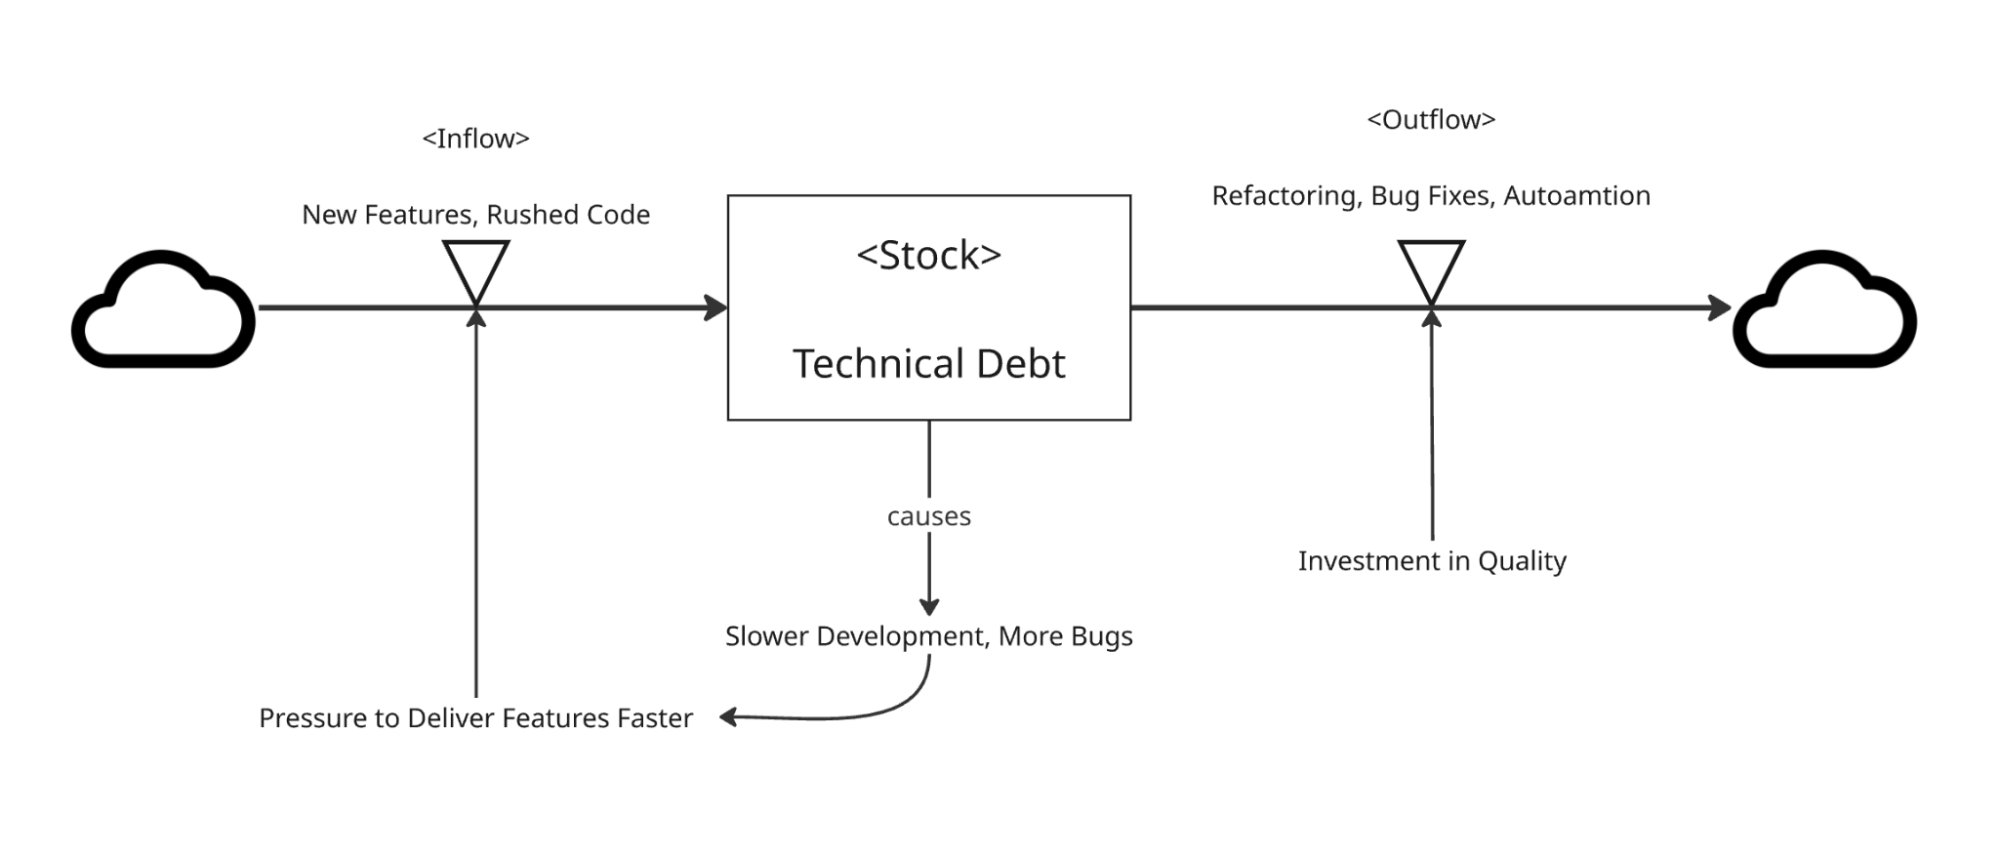 <Inflow>
New Features, Rushed Code
<Stock>
Technical Debt
<Outflow>
Refactoring, Bug Fixes, Autoamtion
causes
Investment in Quality
Slower Development, More Bugs
Pressure to Deliver Features Faster